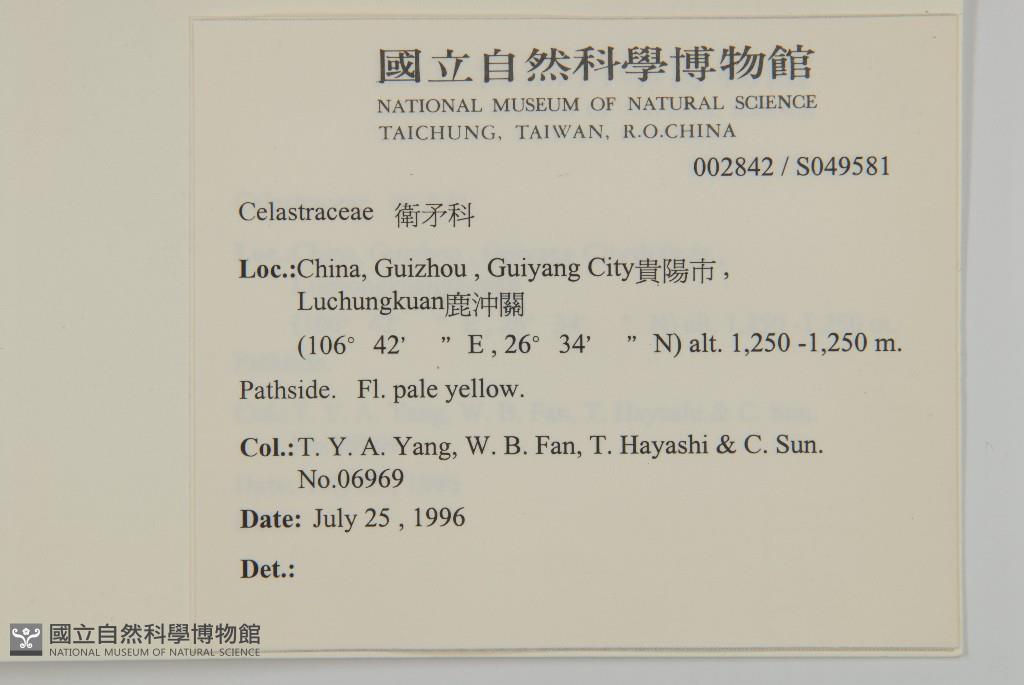 國立自然科學博物館
NATIONAL MUSEUM OF NATURAL SCIENCE
TAICHUNG, TAIWAN, R.O.CHINA
002842 / S049581
Celastraceae 衛矛科
Loc.:China, Guizhou , Guiyang City貴陽市 ,
Luchungkuan鹿沖關
(106° 42' ” E , 26° 34' ” N) alt. 1,250 -1,250 m.
Pathside. Fl. pale yellow.
Col.:T. Y. A. Yang, W. B. Fan, T. Hayashi & C. Sun.
No.06969
Date: July 25 , 1996
Det.:
國立自然科學博物館
NATIONAL MUSEUM OF NATURAL SCIENCE